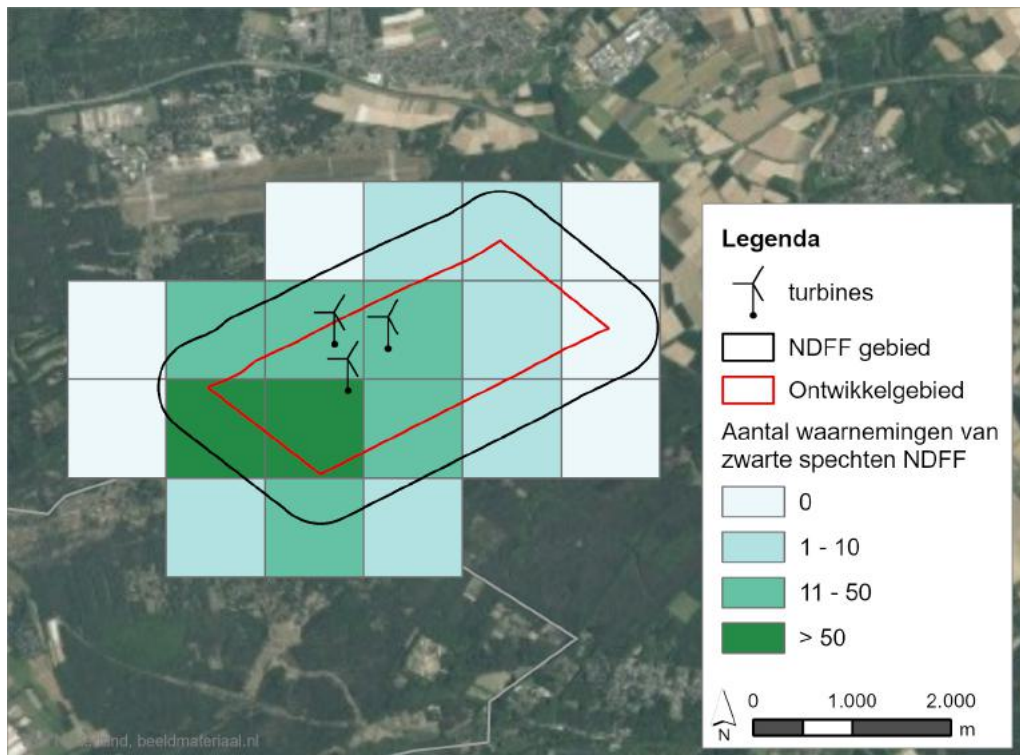 Legenda
turbines
NDFF gebied
Ontwikkelgebied
Aantal waarnemingen van
zwarte spechten NDFF
0
1 - 10
11 - 50
> 50
0 1.000 2.000
m
N
beeldmateriaal.nl